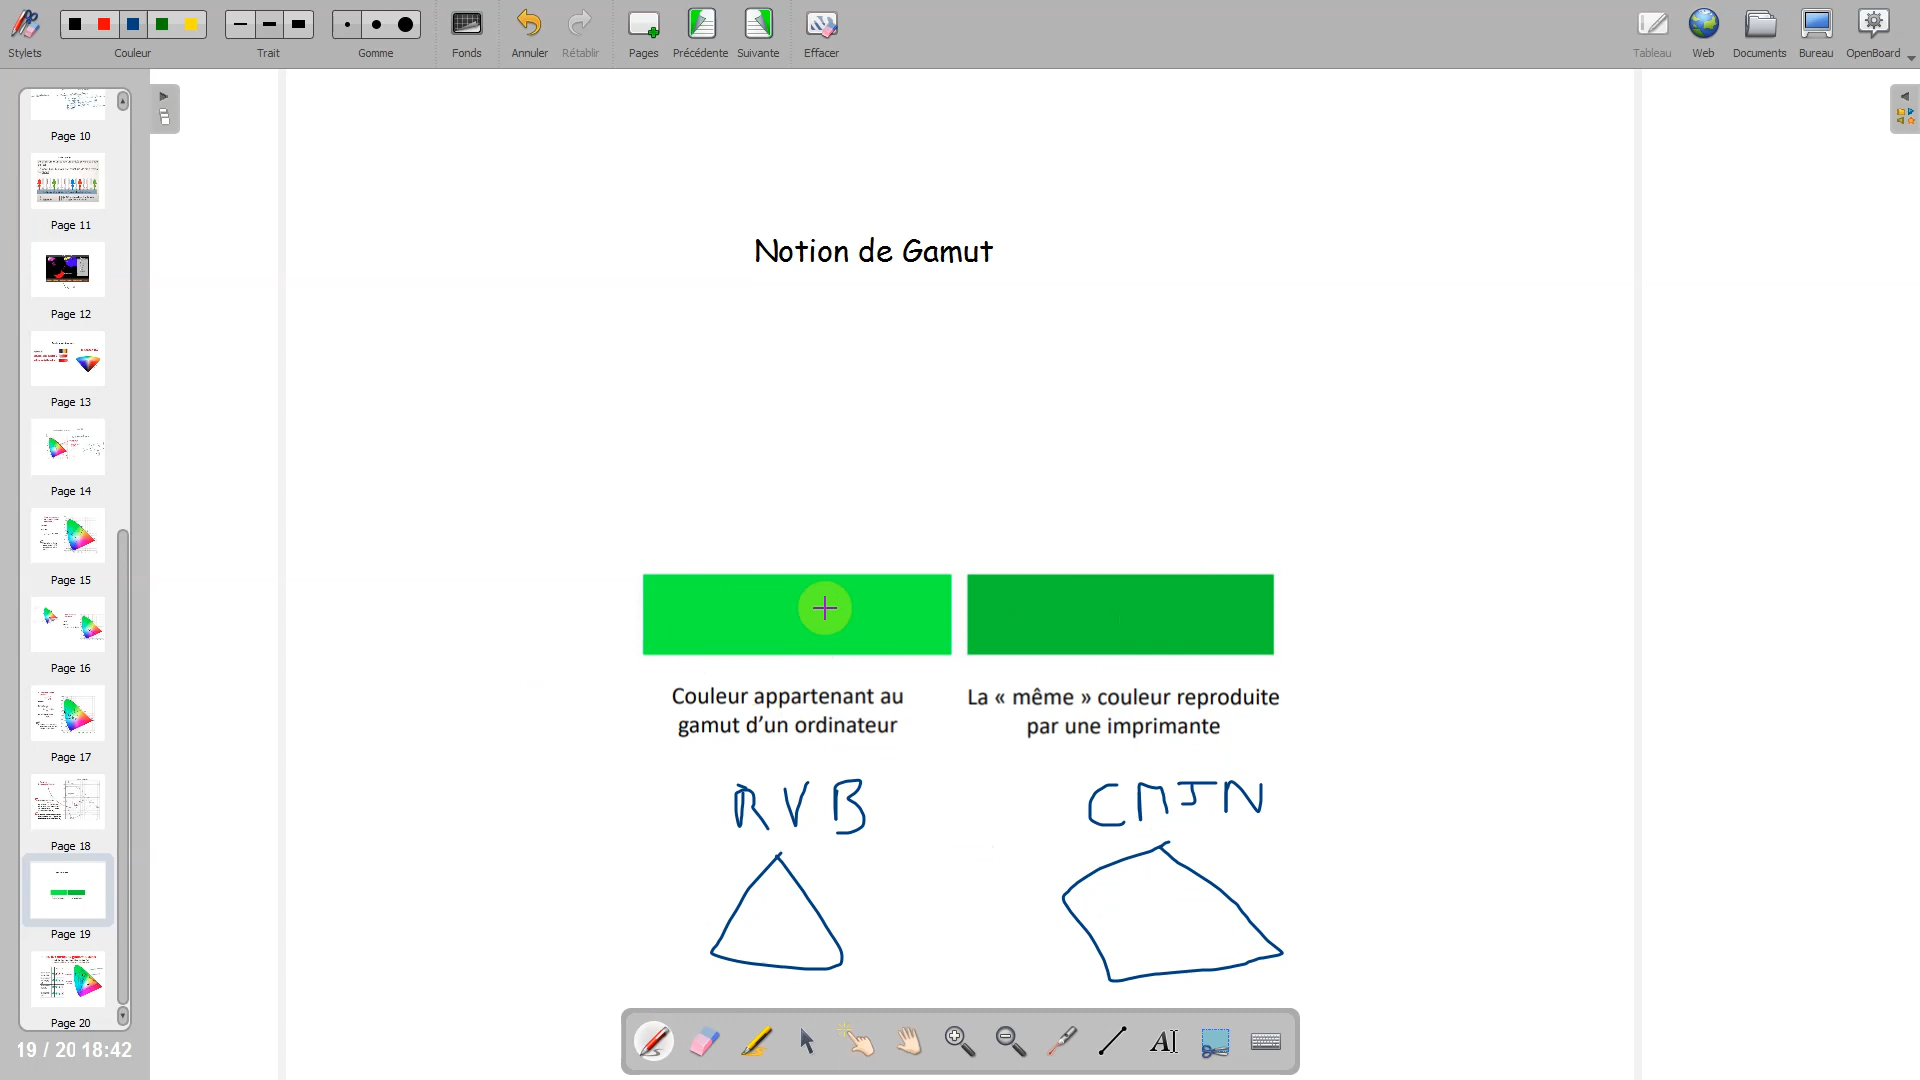 Stylets
Couleur
Trait
Gomme
Fonds
Annuler
Rétablir
Pages
Précédente
Suivante
Effacer
Tableau
Web
Documents
Bureau
OpenBoard
Page 10
Page 11
Page 12
Page 13
Page 14
Page 15
Page 16
Page 17
Page 18
Page 19
Page 20
19 / 20 18:42
Notion de Gamut
Couleur appartenant au
gamut d'un ordinateur
La « même » couleur reproduite
par une imprimante
RVB
CMJN
AI